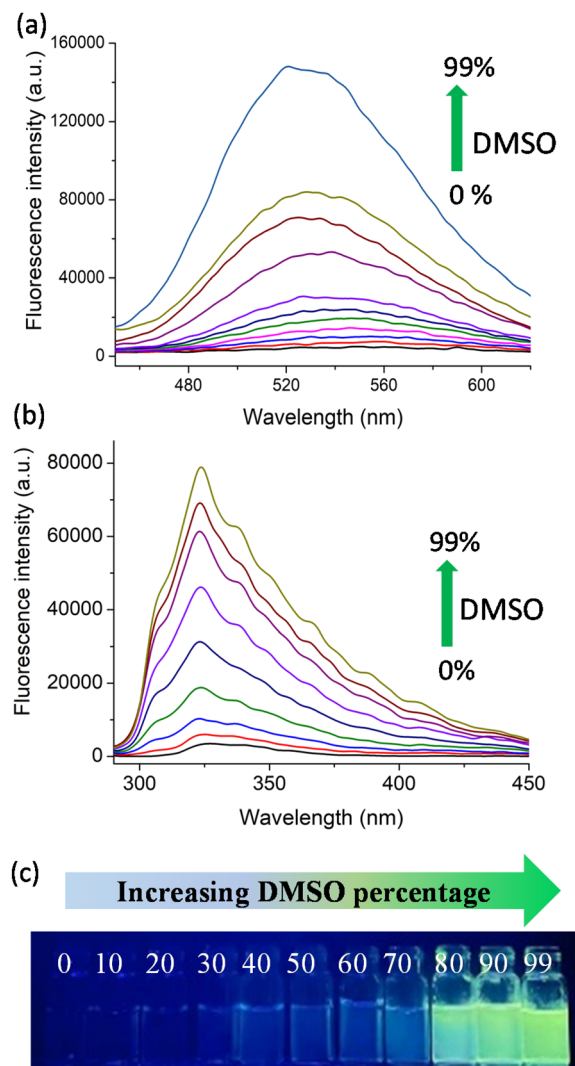 (a)
160000
120000
80000
40000
0
Fluorescence intensity (a.u.)
480
520
560
600
Wavelength (nm)
99%
DMSO
0 %
(b)
80000
60000
40000
20000
0
Fluorescence intensity (a.u.)
300
350
400
450
Wavelength (nm)
99%
DMSO
0%
(c)
Increasing DMSO percentage
0 10 20 30 40 50 60 70 80 90 99